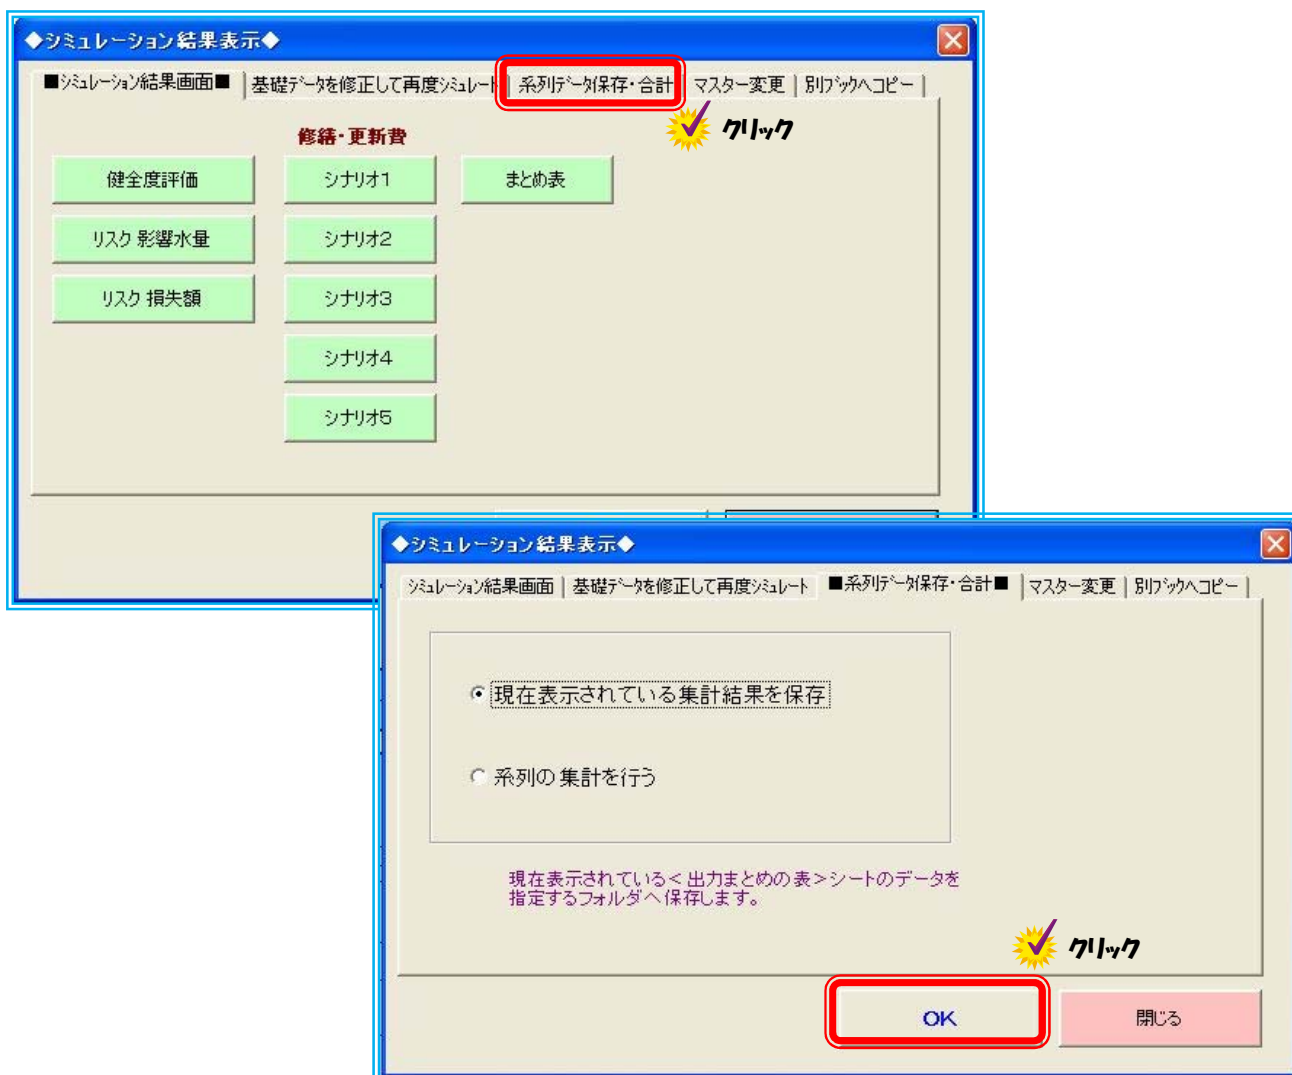 ◆シミュレーション結果表示◆
■シミュレーション結果画面■ 基礎データを修正して再度シミュレート 系列データ保存・合計 マスター変更 別ブックへコピー
クリック
修繕・更新費
健全度評価 シナリオ1 まとめ表
リスク 影響水量 シナリオ2
リスク 損失額 シナリオ3
シナリオ4
シナリオ5
◆シミュレーション結果表示◆
シミュレーション結果画面 基礎データを修正して再度シミュレート ■系列データ保存・合計■ マスター変更 別ブックへコピー
現在表示されている集計結果を保存
系列の集計を行う
現在表示されている<出力まとめの表>シートのデータを
指定するフォルダへ保存します。
クリック
OK 閉じる